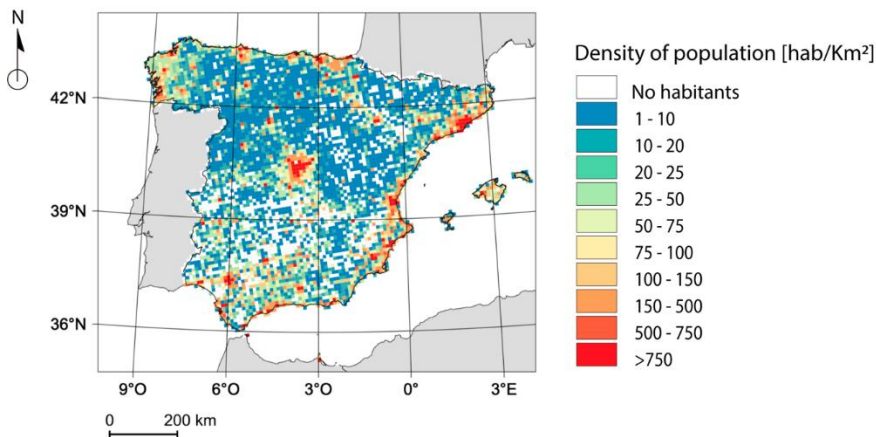 N
42°N
39°N
36°N
9°O 6°O 3°O 0° 3°E
0 200 km
Density of population [hab/Km²]
No habitants
1 - 10
10 - 20
20 - 25
25 - 50
50 - 75
75 - 100
100 - 150
150 - 500
500 - 750
>750